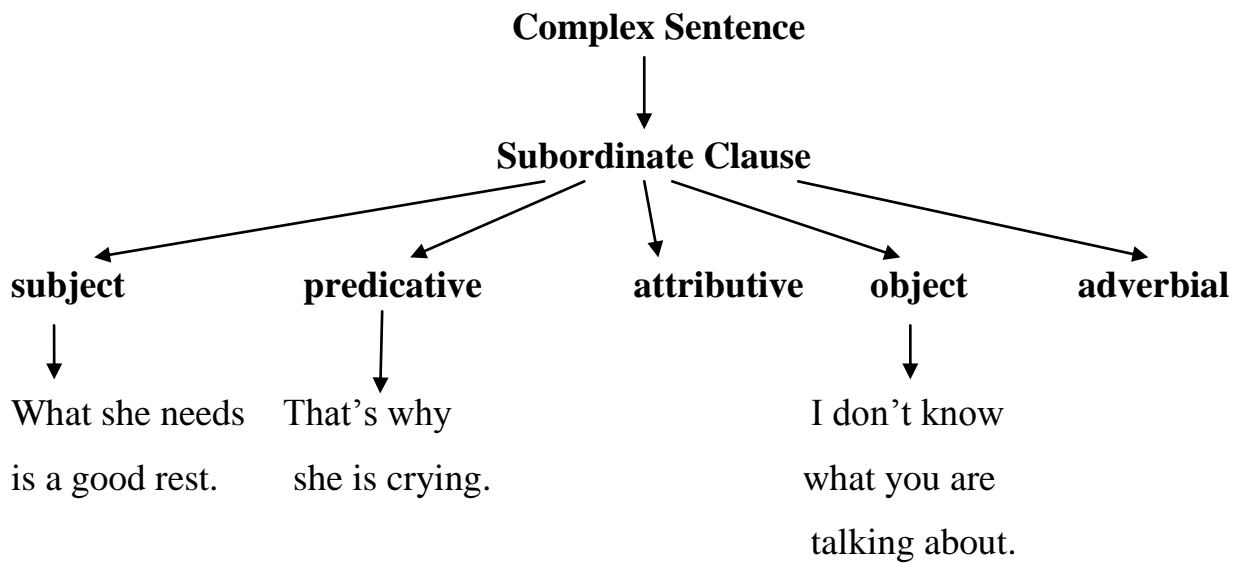 Complex Sentence
Subordinate Clause
subject predicative attributive object adverbial
What she needs That’s why I don’t know
is a good rest. she is crying. what you are
talking about.